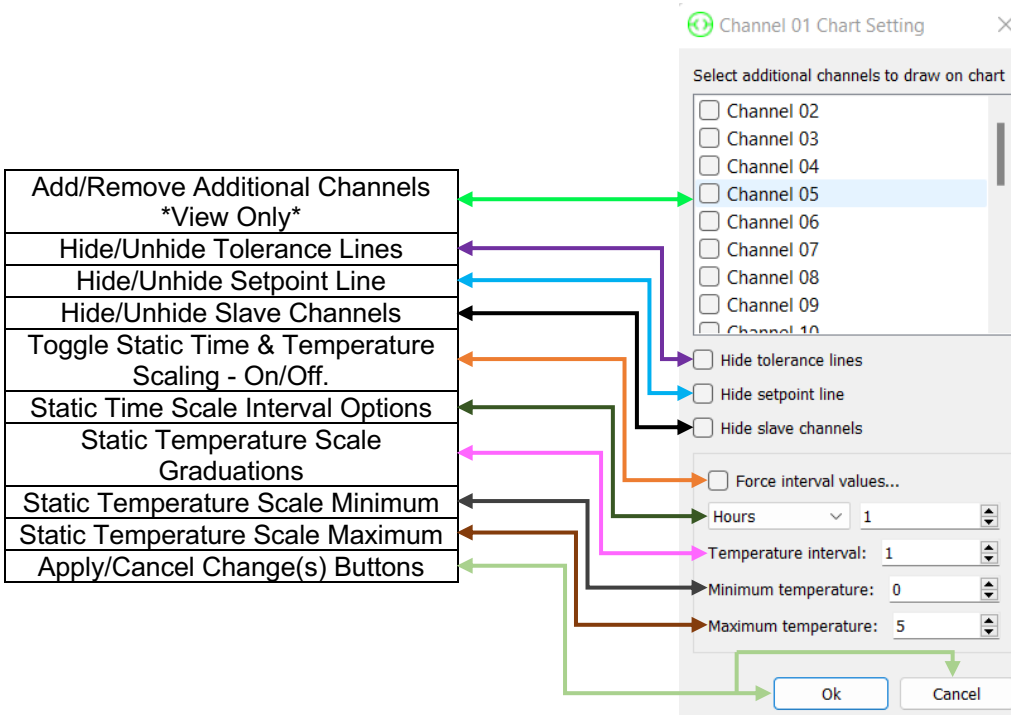 Channel 01 Chart Setting
Select additional channels to draw on chart
Channel 02
Channel 03
Channel 04
Channel 05
Channel 06
Channel 07
Channel 08
Channel 09
Channel 10
Add/Remove Additional Channels
*View Only*
Hide/Unhide Tolerance Lines
Hide/Unhide Setpoint Line
Hide/Unhide Slave Channels
Toggle Static Time & Temperature
Scaling - On/Off.
Static Time Scale Interval Options
Static Temperature Scale
Graduations
Static Temperature Scale Minimum
Static Temperature Scale Maximum
Apply/Cancel Change(s) Buttons
Hide tolerance lines
Hide setpoint line
Hide slave channels
Force interval values...
Hours 1
Temperature interval: 1
Minimum temperature: 0
Maximum temperature: 5
Ok Cancel